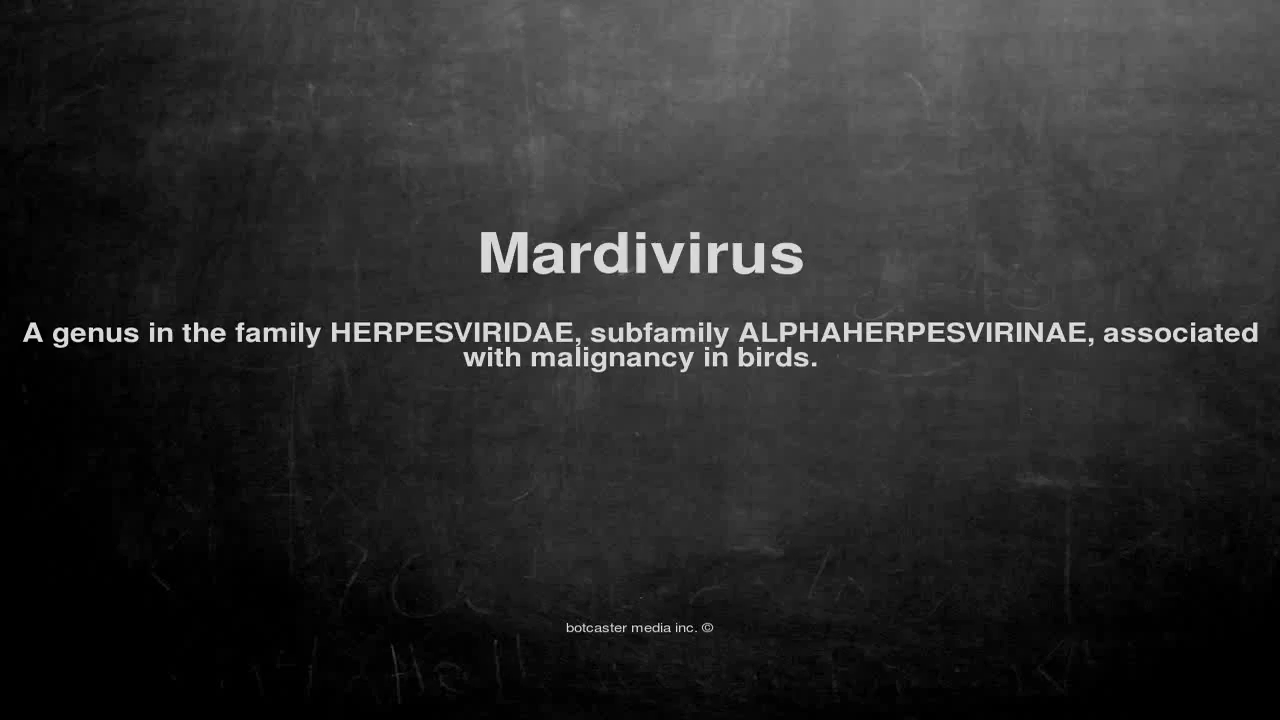 Mardivirus
A genus in the family HERPESVIRIDAE, subfamily ALPHAHERPESVIRINAE, associated
with malignancy in birds.
botcaster media inc. ©